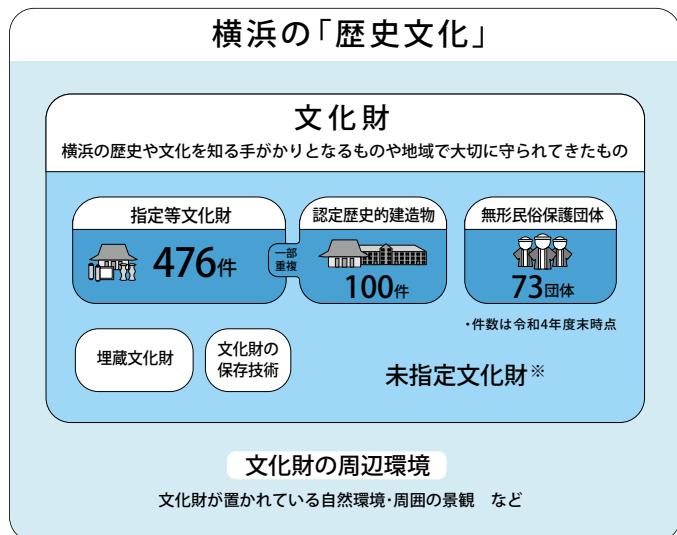 横浜の「歴史文化」
文化財
横浜の歴史や文化を知る手がかりとなるものや地域で大切に守られてきたもの
指定等文化財
476件
一部
重複
認定歴史的建造物
100件
無形民俗保護団体
73団体
・件数は令和4年度末時点
埋蔵文化財
文化財の
保存技術
未指定文化財※
文化財の周辺環境
文化財が置かれている自然環境・周囲の景観　など